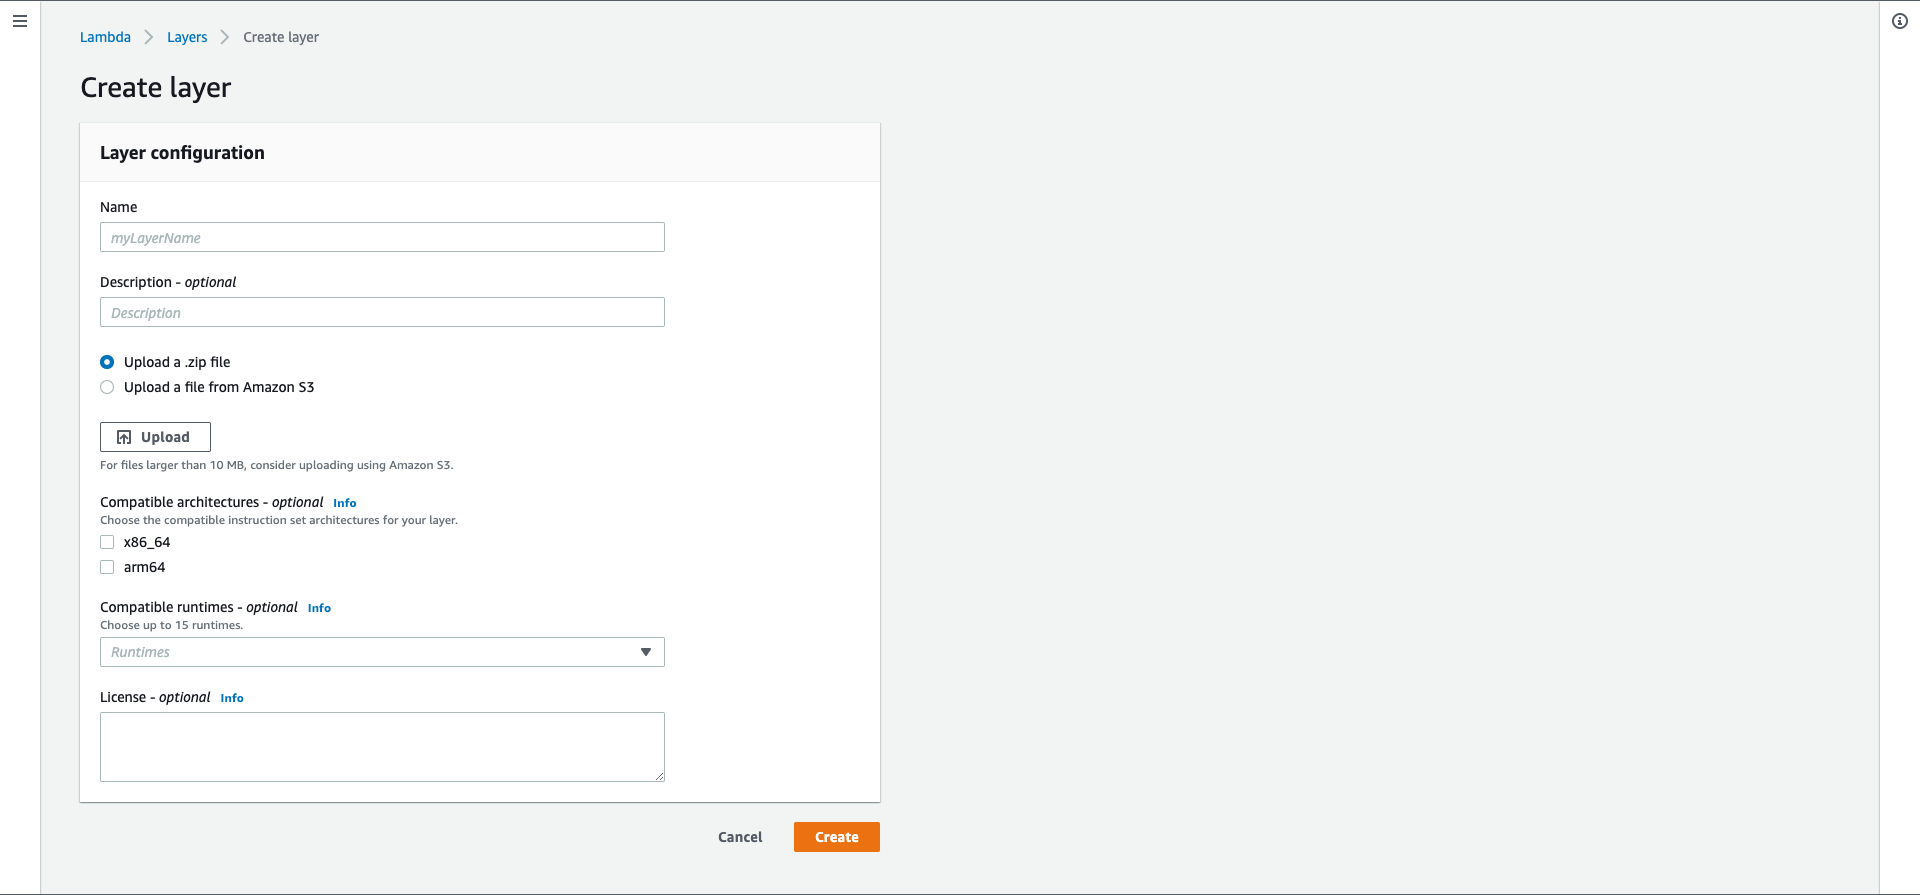 Lambda > Layers > Create layer
Create layer
Layer configuration
Name
myLayerName
Description - optional
Description
Upload a .zip file
Upload a file from Amazon S3
Upload
For files larger than 10 MB, consider uploading using Amazon S3.
Compatible architectures - optional Info
Choose the compatible instruction set architectures for your layer.
x86_64
arm64
Compatible runtimes - optional Info
Choose up to 15 runtimes.
Runtimes
License - optional Info
Cancel Create